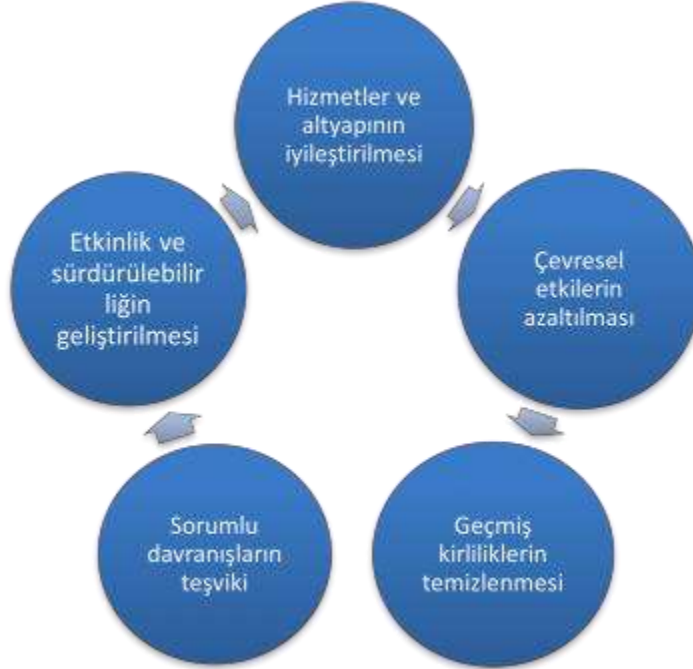 Hizmetler ve
altyapının
iyileştirilmesi
Çevresel
etkilerin
azaltılması
Geçmiş
kirliliklerin
temizlenmesi
Sorumlu
davranışların
teşviki
Etkinlik ve
sürdürülebilir
liğin
geliştirilmesi